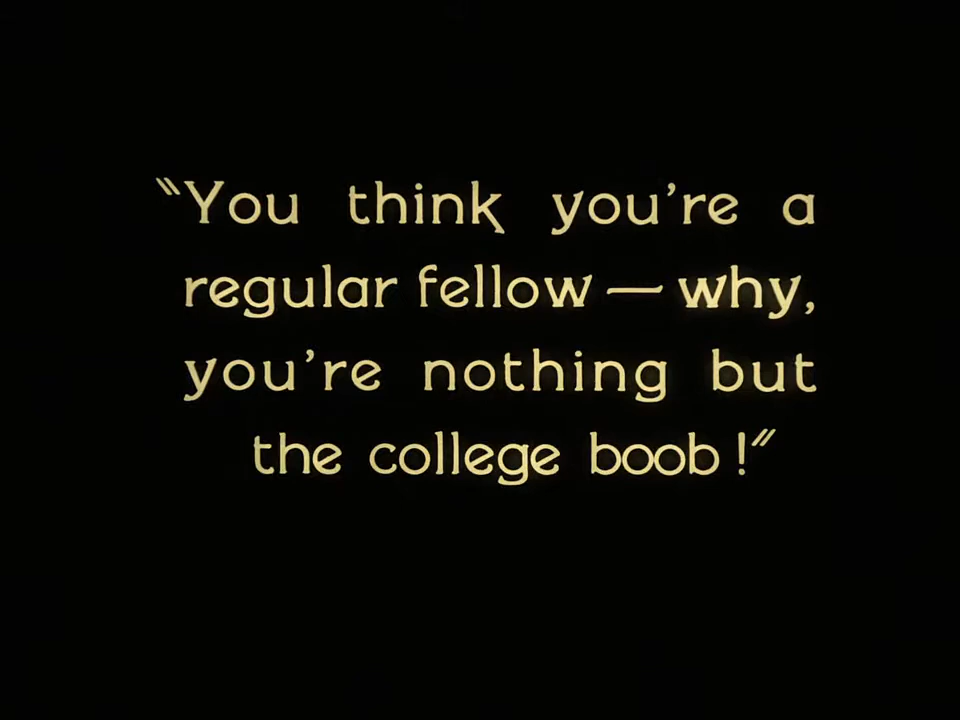 "You think you're a
regular fellow — why,
you're nothing but
the college boob!"